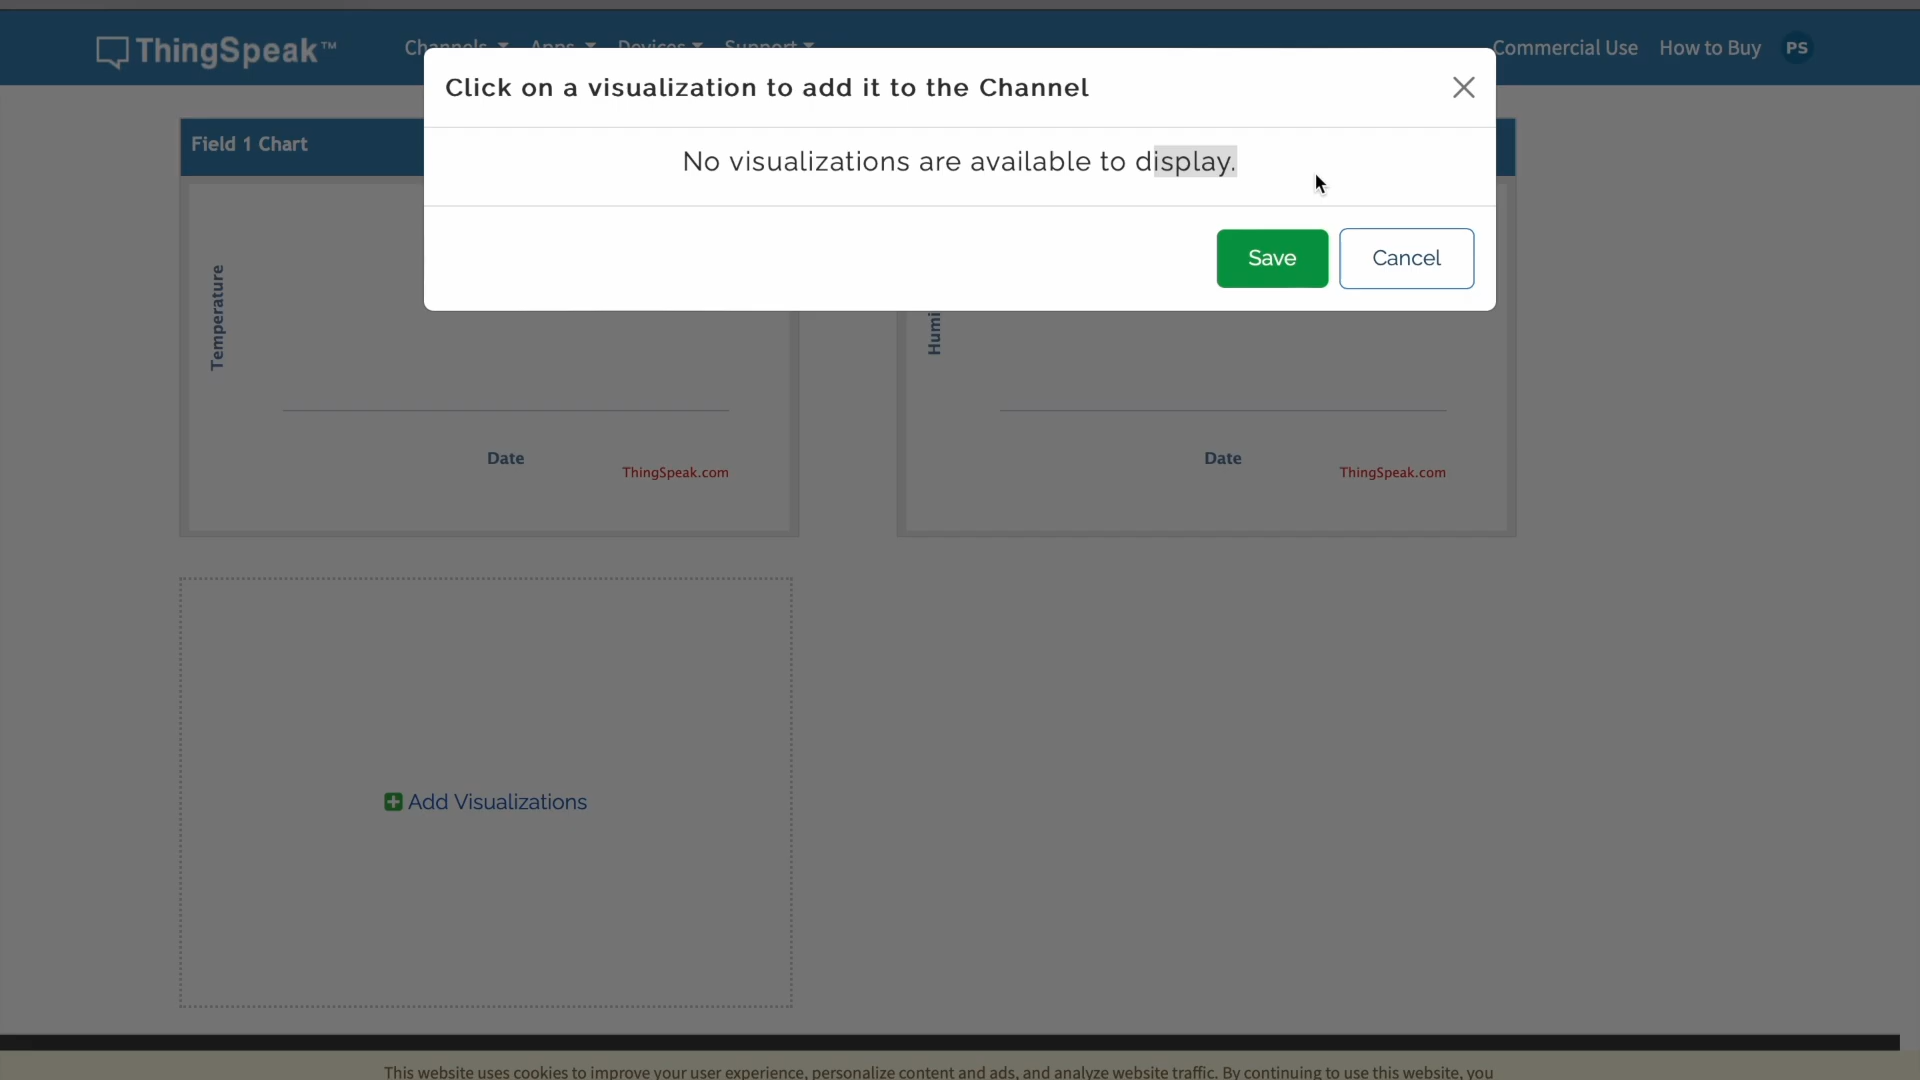 ThingSpeak™
Channels Apps Devices Support
Commercial Use How to Buy PS
Click on a visualization to add it to the Channel
No visualizations are available to display.
Save Cancel
Field 1 Chart
Temperature
Date
ThingSpeak.com
Humi
Date
ThingSpeak.com
Add Visualizations
This website uses cookies to improve your user experience, personalize content and ads, and analyze website traffic. By continuing to use this website, you